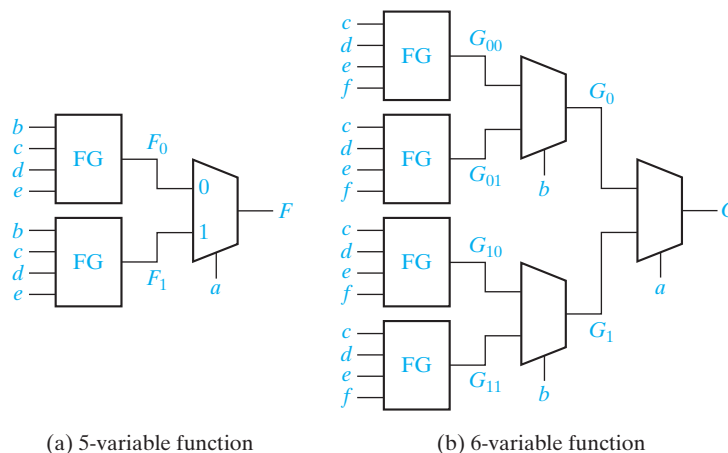 b
c
d
e
FG
F0
b
c
d
e
FG
F1
0
1
a
F
(a) 5-variable function
c
d
e
f
FG
G00
c
d
e
f
FG
G01
b
G0
c
d
e
f
FG
G10
c
d
e
f
FG
G11
b
G1
a
(b) 6-variable function